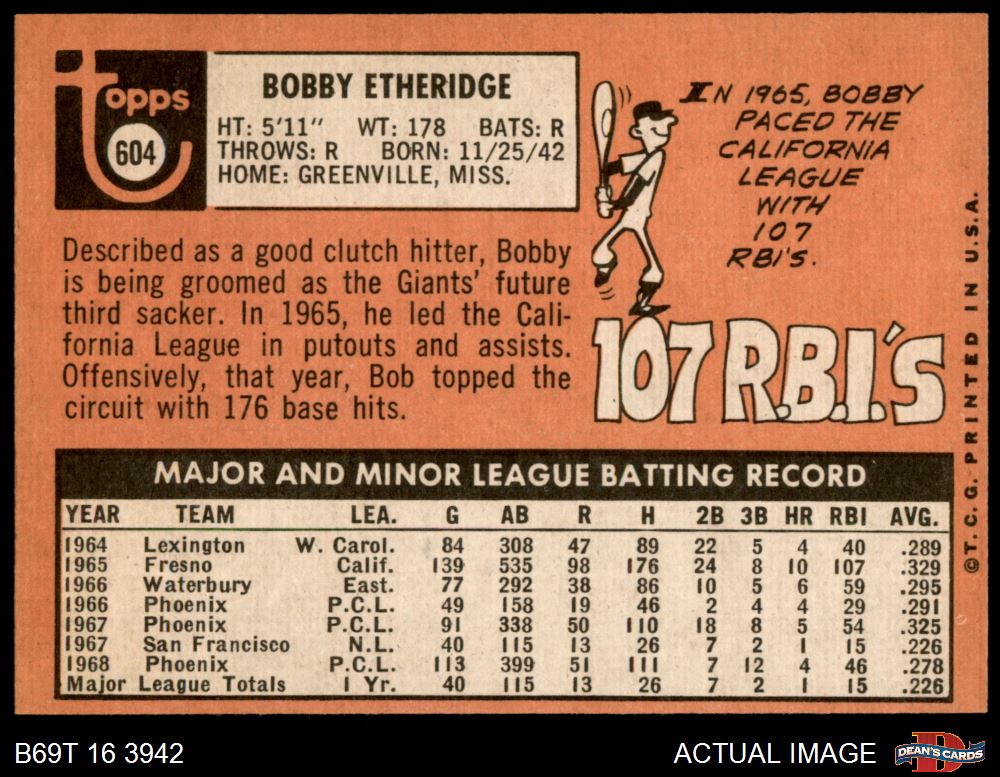 topps
604
BOBBY ETHERIDGE
HT: 5'11" WT: 178 BATS: R
THROWS: R BORN: 11/25/42
HOME: GREENVILLE, MISS.
Described as a good clutch hitter, Bobby
is being groomed as the Giants' future
third sacker. In 1965, he led the Cali-
fornia League in putouts and assists.
Offensively, that year, Bob topped the
circuit with 176 base hits.
IN 1965, BOBBY
PACED THE
CALIFORNIA
LEAGUE
WITH
107
RBI'S.
107 R.B.I.'S
©T.C.G. PRINTED IN U.S.A.
MAJOR AND MINOR LEAGUE BATTING RECORD
YEAR TEAM LEA. G AB R H 2B 3B HR RBI AVG.
1964 Lexington W. Carol. 84 308 47 89 22 5 4 40 .289
1965 Fresno Calif. 139 535 98 176 24 8 10 107 .329
1966 Waterbury East. 77 292 38 86 10 5 6 59 .295
1966 Phoenix P.C.L. 49 158 19 46 2 4 4 29 .291
1967 Phoenix P.C.L. 91 338 50 110 18 8 5 54 .325
1967 San Francisco N.L. 40 115 13 26 7 2 1 15 .226
1968 Phoenix P.C.L. 113 399 51 111 7 12 4 46 .278
Major League Totals 1 Yr. 40 115 13 26 7 2 1 15 .226
B69T 16 3942
ACTUAL IMAGE
DEAN'S CARDS